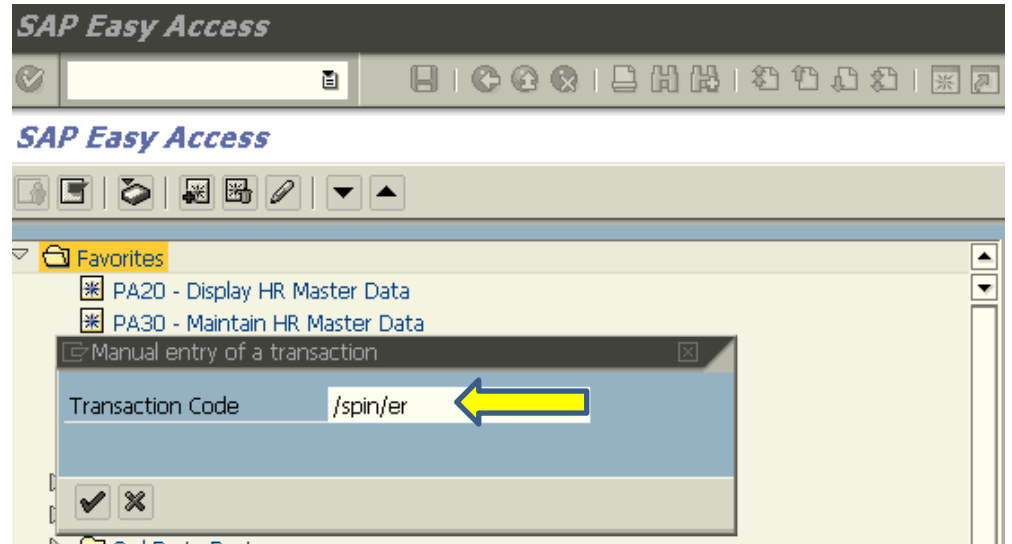 SAP Easy Access
SAP Easy Access
Favorites
PA20 - Display HR Master Data
PA30 - Maintain HR Master Data
Manual entry of a transaction
Transaction Code /spin/er